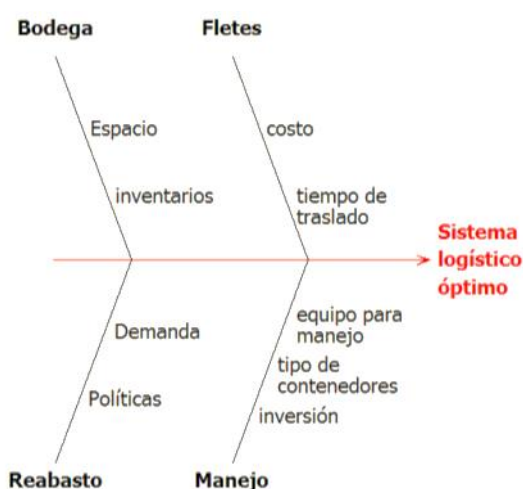 Bodega
Fletes
Espacio
costo
inventarios
tiempo de
traslado
Sistema
logístico
óptimo
equipo para
manejo
Demanda
tipo de
contenedores
Políticas
inversión
Reabasto
Manejo